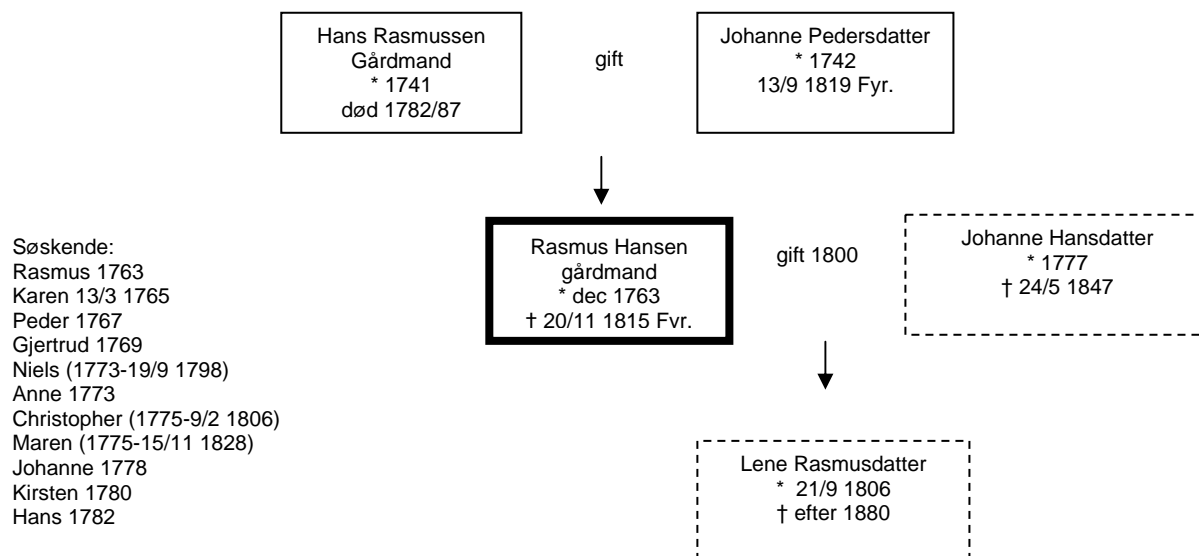 Hans Rasmussen
Gårdmand
* 1741
død 1782/87
gift
Johanne Pedersdatter
* 1742
13/9 1819 Fyr.
Søskende:
Rasmus 1763
Karen 13/3 1765
Peder 1767
Gjertrud 1769
Niels (1773-19/9 1798)
Anne 1773
Christopher (1775-9/2 1806)
Maren (1775-15/11 1828)
Johanne 1778
Kirsten 1780
Hans 1782
Rasmus Hansen
gårdmand
* dec 1763
† 20/11 1815 Fvr.
gift 1800
Johanne Hansdatter
* 1777
† 24/5 1847
Lene Rasmusdatter
* 21/9 1806
† efter 1880